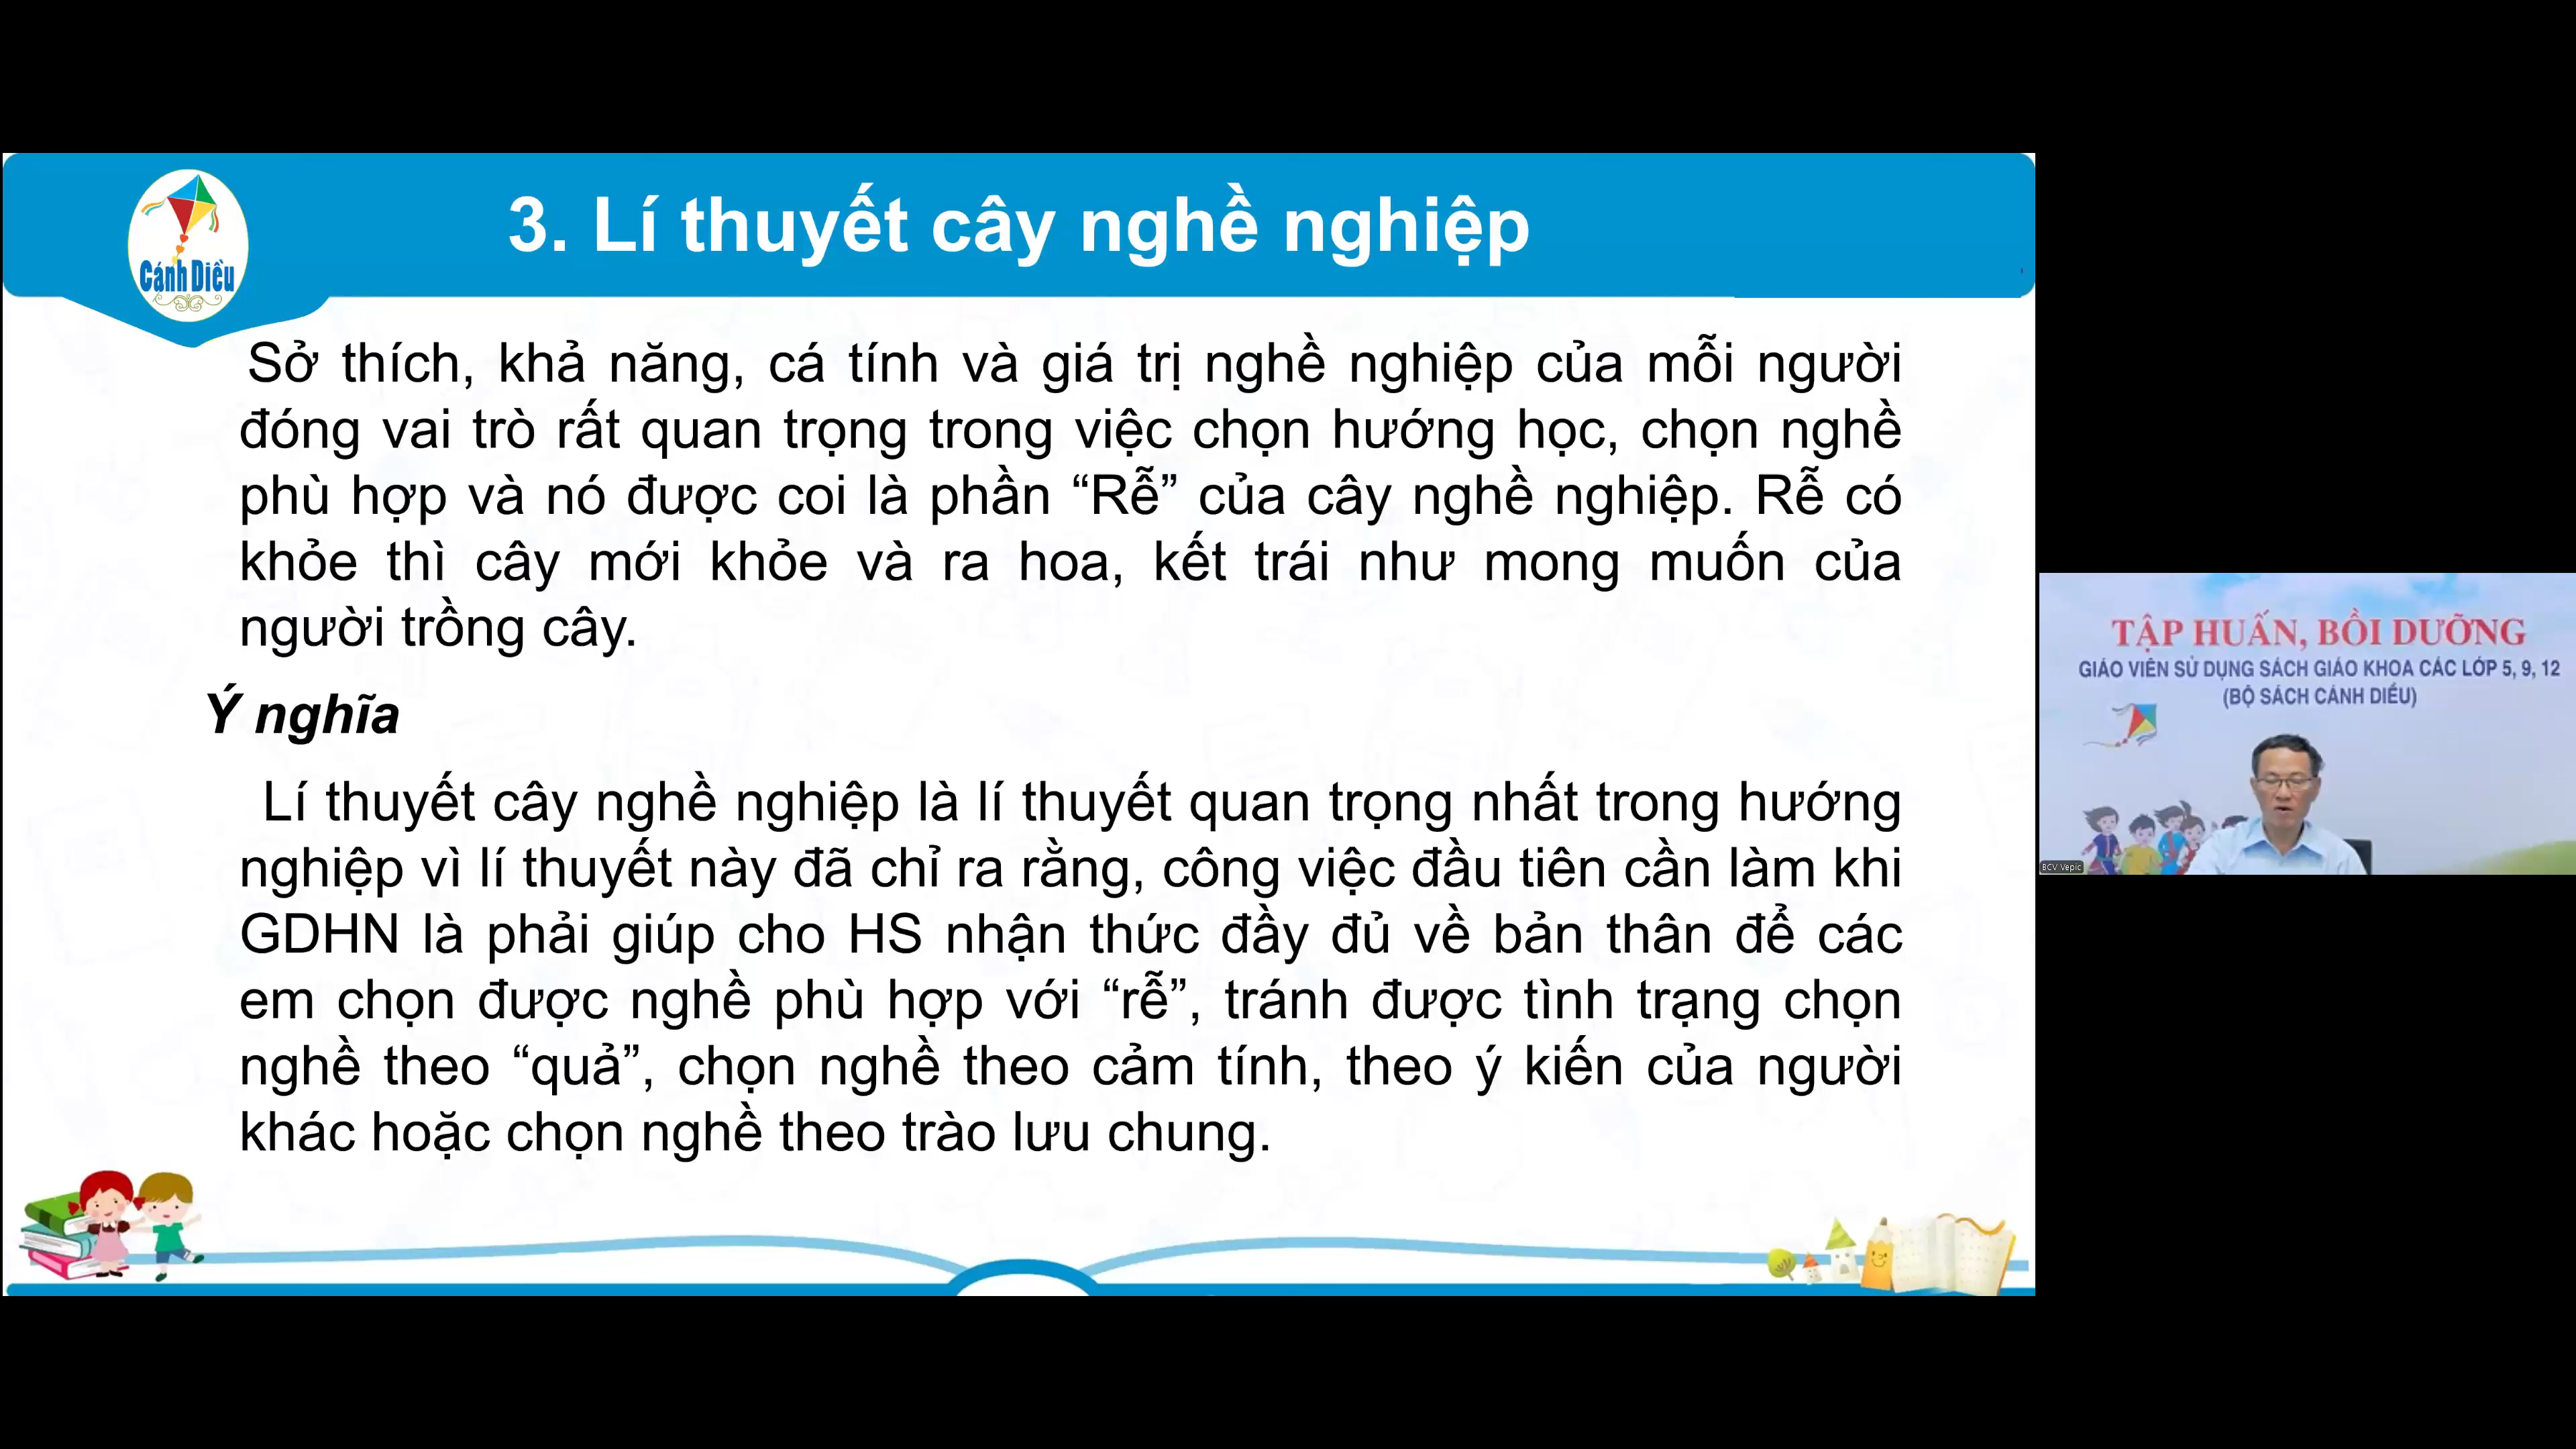 3. Lí thuyết cây nghề nghiệp
Cánh Diều
Sở thích, khả năng, cá tính và giá trị nghề nghiệp của mỗi người
đóng vai trò rất quan trọng trong việc chọn hướng học, chọn nghề
phù hợp và nó được coi là phần “Rễ” của cây nghề nghiệp. Rễ có
khỏe thì cây mới khỏe và ra hoa, kết trái như mong muốn của
người trồng cây.
Ý nghĩa
Lí thuyết cây nghề nghiệp là lí thuyết quan trọng nhất trong hướng
nghiệp vì lí thuyết này đã chỉ ra rằng, công việc đầu tiên cần làm khi
GDHN là phải giúp cho HS nhận thức đầy đủ về bản thân để các
em chọn được nghề phù hợp với “rễ”, tránh được tình trạng chọn
nghề theo “quả”, chọn nghề theo cảm tính, theo ý kiến của người
khác hoặc chọn nghề theo trào lưu chung.
TẬP HUẤN, BỒI DƯỠNG
GIÁO VIÊN SỬ DỤNG SÁCH GIÁO KHOA CÁC LỚP 5, 9, 12
(BỘ SÁCH CÁNH DIỀU)
BCV Vepic